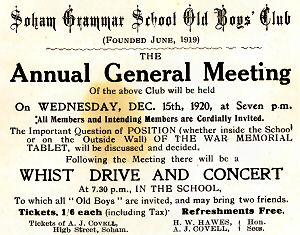 Soham Grammar School Old Boys' Club
(FOUNDED JUNE, 1919)
THE
Annual General Meeting
Of the above Club will be held
On WEDNESDAY, DEC. 15th, 1920, at Seven p.m.
All Members and Intending Members are Cordially Invited.
The Important Question of POSITION (whether inside the School
or on the Outside Wall) OF THE WAR MEMORIAL
TABLET, will be discussed and decided.
Following the Meeting there will be a
WHIST DRIVE AND CONCERT
At 7.30 p.m., IN THE SCHOOL,
To which all "Old Boys" are invited, and may bring two friends.
Tickets, 1/6 each (including Tax) Refreshments Free.
Tickets of A. J. COVELL, H. W. HAWES, Hon.
High Street, Soham. A. J. COVELL, Secs.